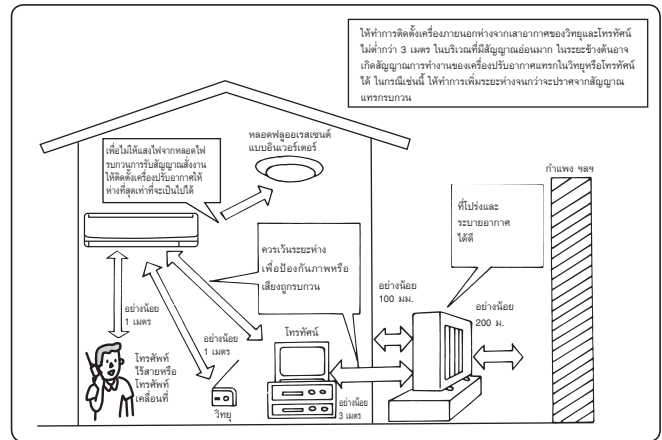 ให้ทำการติดตั้งเครื่องภายนอกห่างจากเสาอากาศของวิทยุและโทรทัศน์
ไม่ต่ำกว่า 3 เมตร ในบริเวณที่มีสัญญาณอ่อนมาก ในระยะข้างต้นอาจ
เกิดสัญญาณการทำงานของเครื่องปรับอากาศแทรกในวิทยุหรือโทรทัศน์
ได้ ในกรณีเช่นนี้ ให้ทำการเพิ่มระยะห่างจนกว่าจะปราศจากสัญญาณ
แทรกรบกวน
หลอดฟลูออเรสเซนต์
แบบอินเวอร์เตอร์
เพื่อไม่ให้แสงไฟจากหลอดไฟ
รบกวนการรับสัญญาณสั่งงาน
ให้ติดตั้งเครื่องปรับอากาศให้
ห่างที่สุดเท่าที่จะเป็นไปได้
กำแพง ฯลฯ
ที่โปร่งและ
ระบายอากาศ
ได้ดี
ควรเว้นระยะห่าง
เพื่อป้องกันภาพหรือ
เสียงถูกรบกวน
อย่างน้อย
100 มม.
อย่างน้อย
200 ม.
อย่างน้อย
1 เมตร
อย่างน้อย
1 เมตร
โทรทัศน์
โทรศัพท์
ไร้สายหรือ
โทรศัพท์
เคลื่อนที่
วิทยุ
อย่างน้อย
3 เมตร